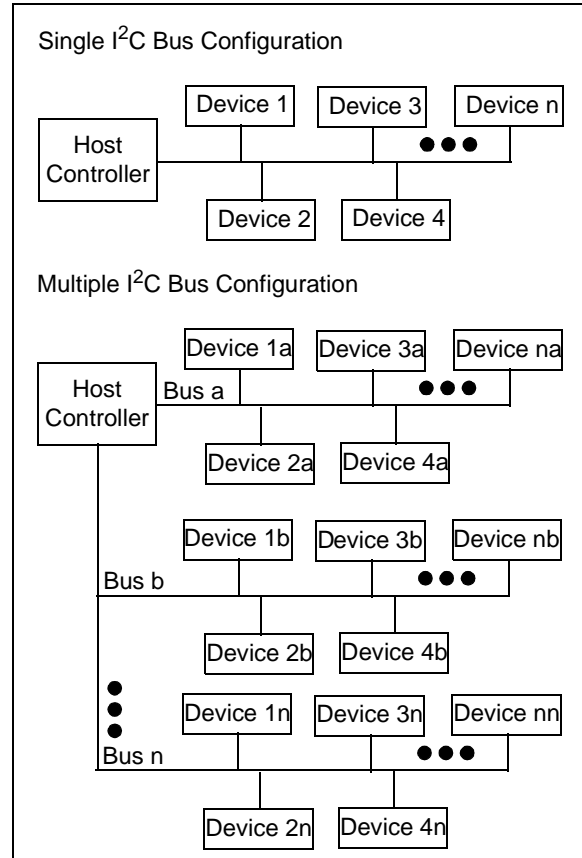 Single I²C Bus Configuration
Device 1
Device 3
Device n
Host
Controller
Device 2
Device 4
Multiple I²C Bus Configuration
Device 1a
Device 3a
Device na
Host
Controller
Bus a
Device 2a
Device 4a
Device 1b
Device 3b
Device nb
Bus b
Device 2b
Device 4b
Device 1n
Device 3n
Device nn
Bus n
Device 2n
Device 4n